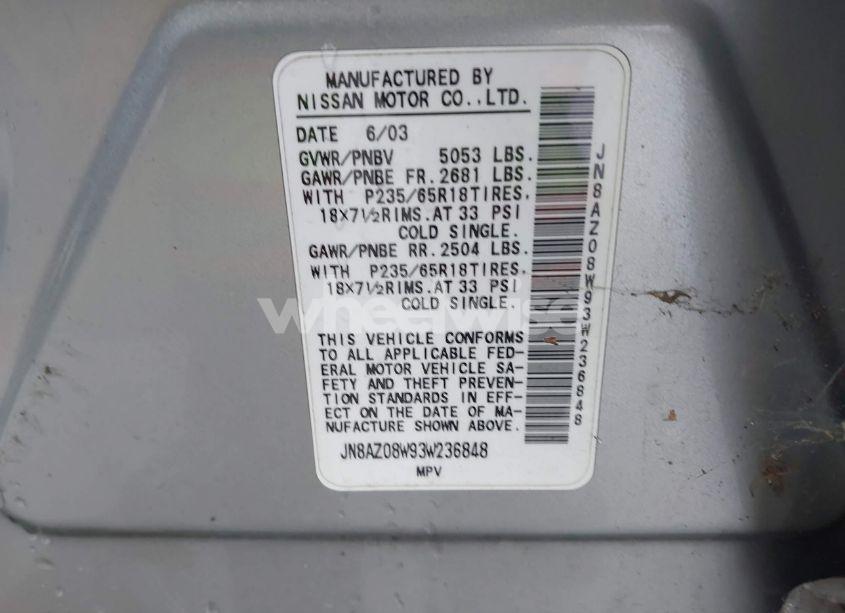 MANUFACTURED BY
NISSAN MOTOR CO.,LTD.
DATE 6/03
GVWR/PNBV 5053 LBS.
GAWR/PNBE FR. 2681 LBS.
WITH P235/65R18TIRES.
18X7½RIMS.AT 33 PSI
COLD SINGLE.
GAWR/PNBE RR. 2504 LBS.
WITH P235/65R18TIRES.
18X7½RIMS.AT 33 PSI
COLD SINGLE.
wheelwise
THIS VEHICLE CONFORMS
TO ALL APPLICABLE FED-
ERAL MOTOR VEHICLE SA-
FETY AND THEFT PREVEN-
TION STANDARDS IN EFF-
ECT ON THE DATE OF MA-
NUFACTURE SHOWN ABOVE.
JN8AZ08W93W236848
MPV
JN8AZ08W93W236848